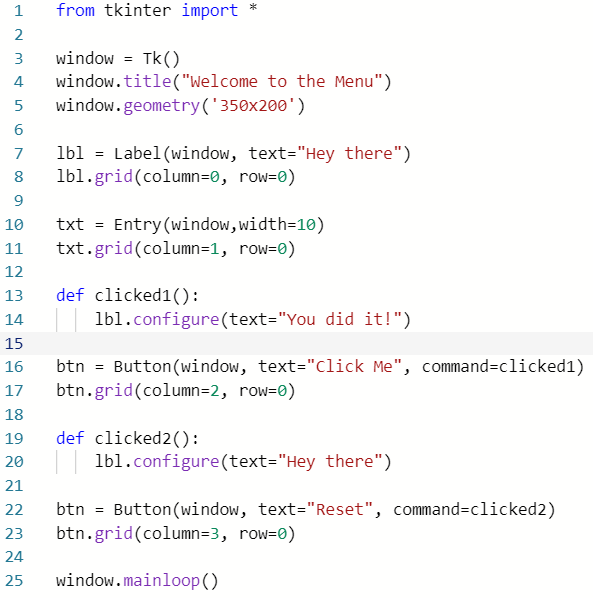 1 from tkinter import *
2
3 window = Tk()
4 window.title("Welcome to the Menu")
5 window.geometry('350x200')
6
7 lbl = Label(window, text="Hey there")
8 lbl.grid(column=0, row=0)
9
10 txt = Entry(window,width=10)
11 txt.grid(column=1, row=0)
12
13 def clicked1():
14     lbl.configure(text="You did it!")
15
16 btn = Button(window, text="Click Me", command=clicked1)
17 btn.grid(column=2, row=0)
18
19 def clicked2():
20     lbl.configure(text="Hey there")
21
22 btn = Button(window, text="Reset", command=clicked2)
23 btn.grid(column=3, row=0)
24
25 window.mainloop()